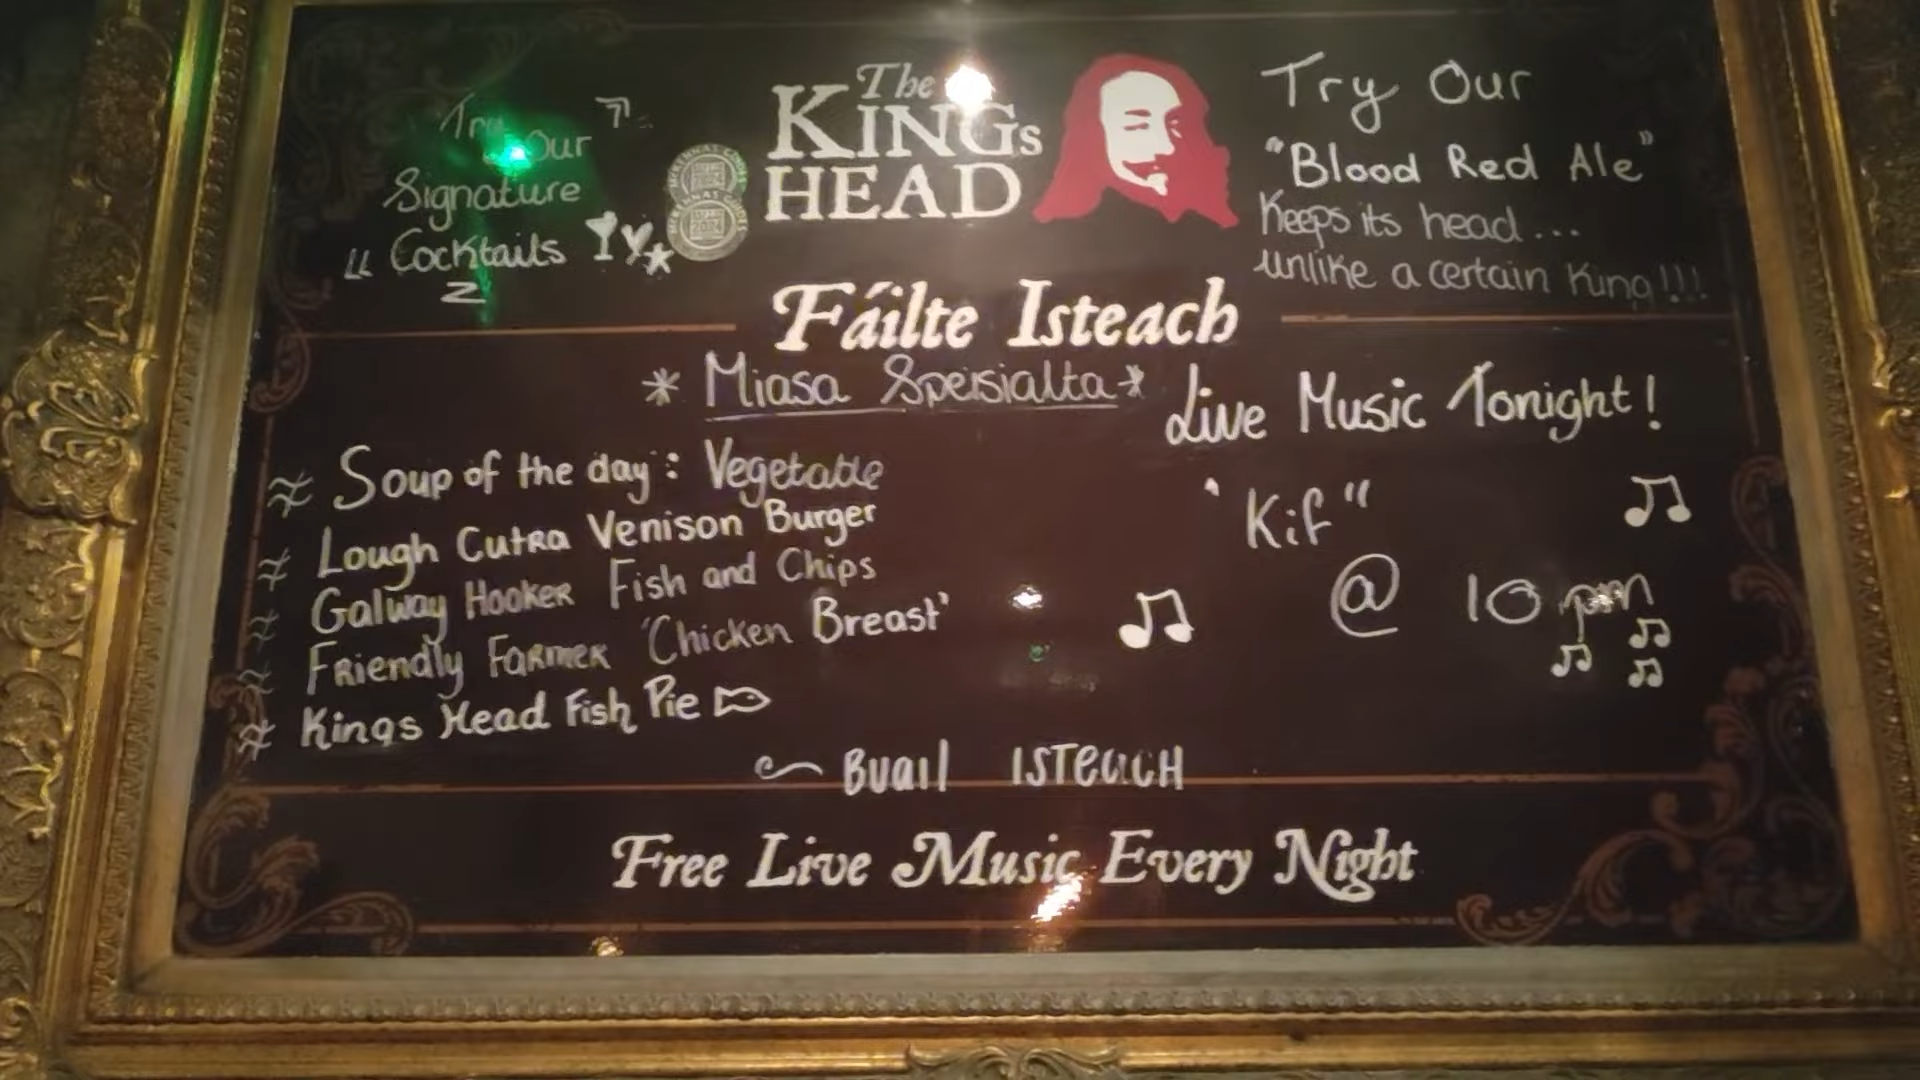 Try Our
Signature
Cocktails
The
KINGs
HEAD
Try Our
"Blood Red Ale"
Keeps its head...
unlike a certain King!!!
Fáilte Isteach
* Miasa Speisialta *
Soup of the day: Vegetable
Lough Cutra Venison Burger
Galway Hooker Fish and Chips
Friendly Farmer 'Chicken Breast'
Kings Head Fish Pie
Live Music Tonight!
"Kif"
@ 10 pm
Buail ISTEACH
Free Live Music Every Night